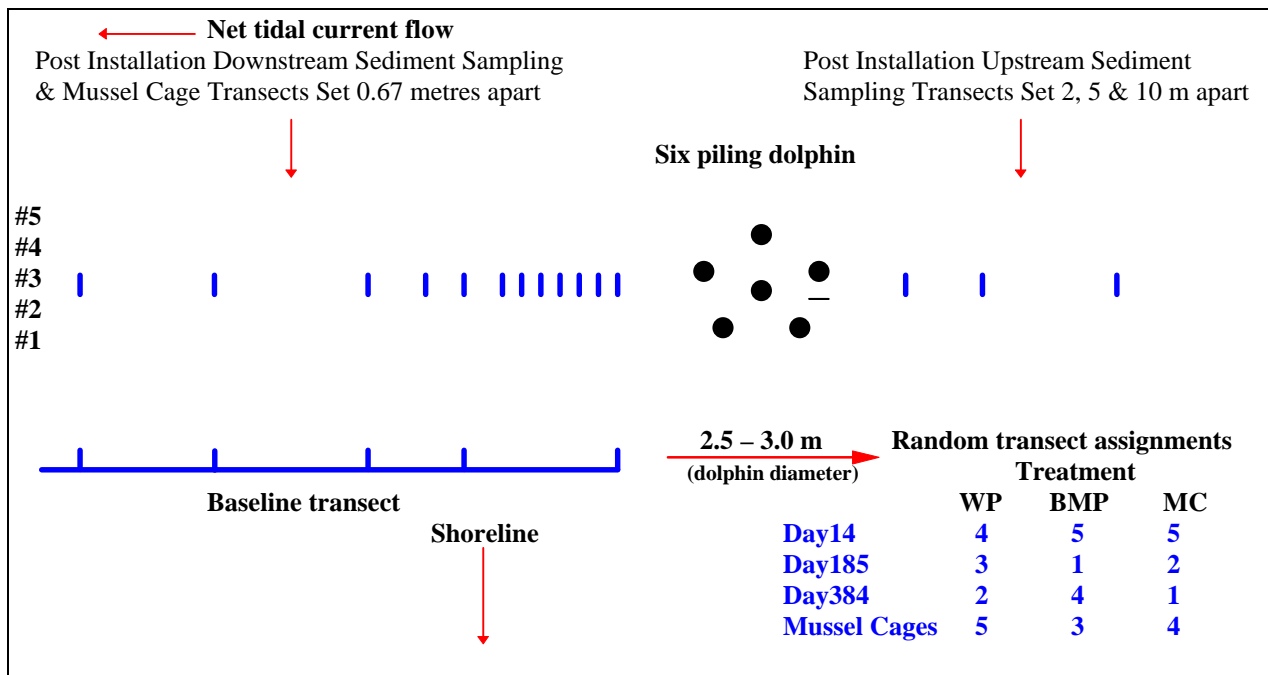 Net tidal current flow
Post Installation Downstream Sediment Sampling
& Mussel Cage Transects Set 0.67 metres apart
Post Installation Upstream Sediment
Sampling Transects Set 2, 5 & 10 m apart
Six piling dolphin
#5
#4
#3
#2
#1
2.5 – 3.0 m
(dolphin diameter)
Baseline transect
Shoreline
Random transect assignments
Treatment
WP BMP MC
Day14 4 5 5
Day185 3 1 2
Day384 2 4 1
Mussel Cages 5 3 4